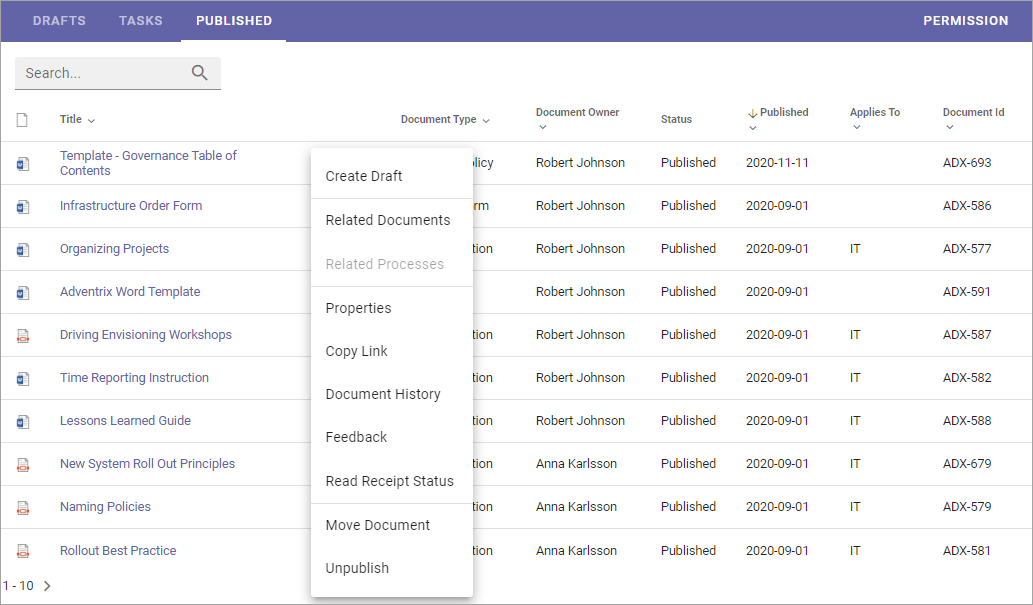 DRAFTS TASKS PUBLISHED PERMISSION
Search...
Title Document Type Document Owner Status Published Applies To Document Id
Template - Governance Table of
Contents
licy Robert Johnson Published 2020-11-11 ADX-693
Infrastructure Order Form rm Robert Johnson Published 2020-09-01 ADX-586
Organizing Projects tion Robert Johnson Published 2020-09-01 IT ADX-577
Adventrix Word Template Robert Johnson Published 2020-09-01 ADX-591
Driving Envisioning Workshops tion Robert Johnson Published 2020-09-01 IT ADX-587
Time Reporting Instruction tion Robert Johnson Published 2020-09-01 IT ADX-582
Lessons Learned Guide tion Robert Johnson Published 2020-09-01 IT ADX-588
New System Roll Out Principles tion Anna Karlsson Published 2020-09-01 IT ADX-679
Naming Policies tion Anna Karlsson Published 2020-09-01 IT ADX-579
Rollout Best Practice tion Anna Karlsson Published 2020-09-01 IT ADX-581
1 - 10
Create Draft
Related Documents
Related Processes
Properties
Copy Link
Document History
Feedback
Read Receipt Status
Move Document
Unpublish